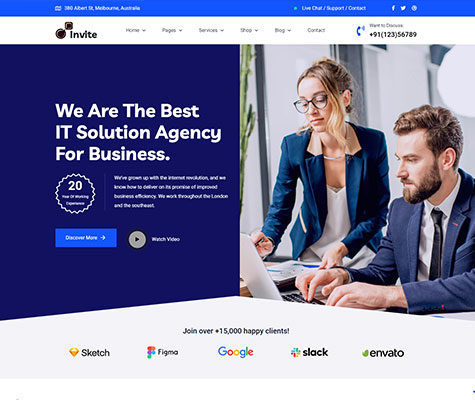 380 Albert St, Melbourne, Australia
Live Chat / Support / Contact
Invite
Home Pages Services Shop Blog Contact
Want to Discuss
+91(123)56789
We Are The Best
IT Solution Agency
For Business.
20
Year Of Working
Experience
We've grown up with the internet revolution, and we
know how to deliver on its promise of improved
business efficiency. We work throughout the London
and the southeast.
Discover More
Watch Video
Join over +15,000 happy clients!
Sketch Figma Google slack envato